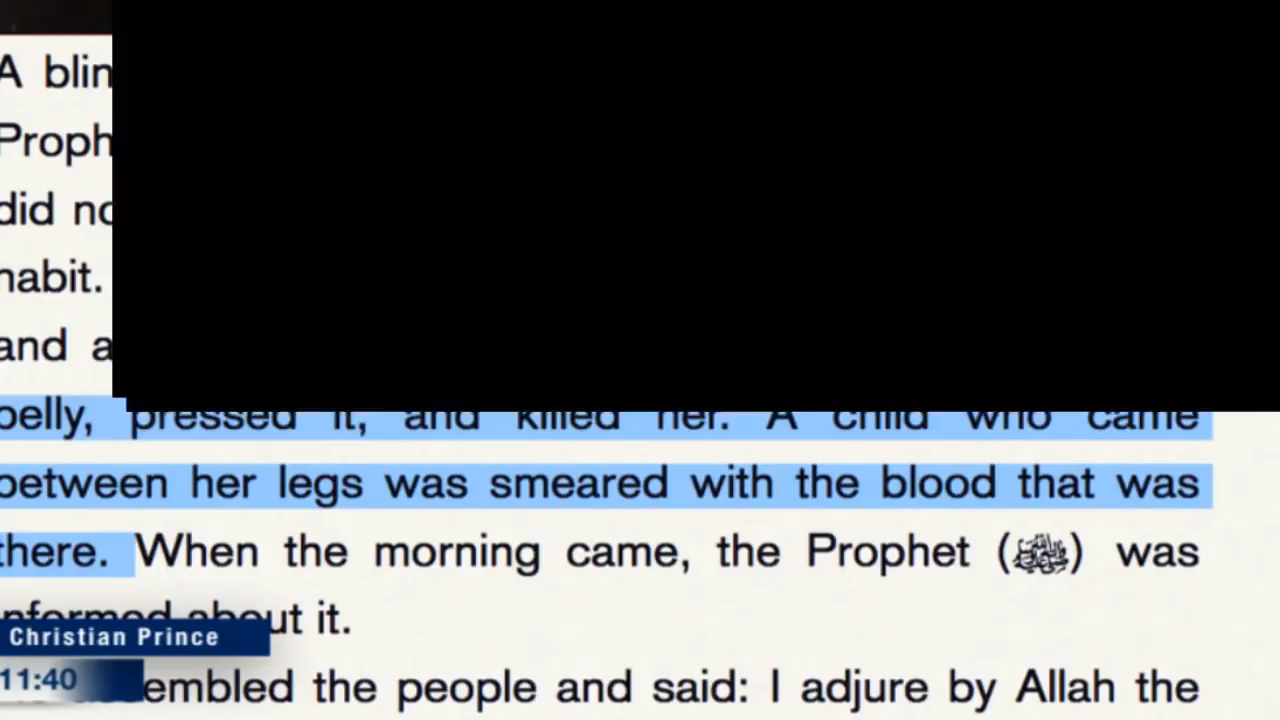 A blin
Proph
did no
habit.
and a
belly, pressed it, and killed her. A child who came
between her legs was smeared with the blood that was
there. When the morning came, the Prophet (ﷺ) was
informed about it.
Christian Prince
11:40
embled the people and said: I adjure by Allah the